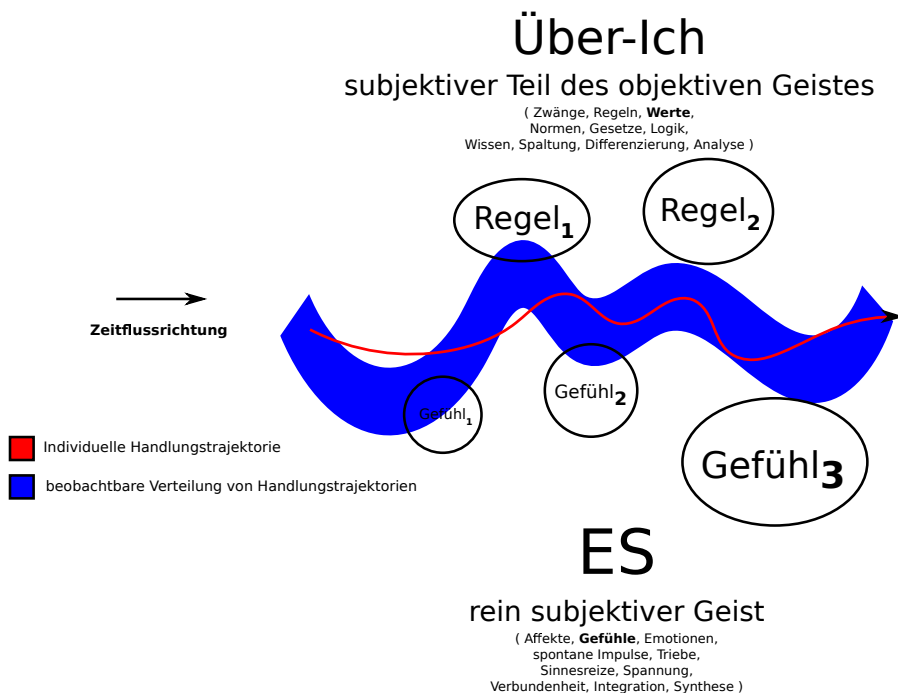 Über-Ich
subjektiver Teil des objektiven Geistes
( Zwänge, Regeln, Werte,
Normen, Gesetze, Logik,
Wissen, Spaltung, Differenzierung, Analyse )
Regel1
Regel2
Zeitflussrichtung
Gefühl1
Gefühl2
Gefühl3
Individuelle Handlungstrajektorie
beobachtbare Verteilung von Handlungstrajektorien
ES
rein subjektiver Geist
( Affekte, Gefühle, Emotionen,
spontane Impulse, Triebe,
Sinnesreize, Spannung,
Verbundenheit, Integration, Synthese )